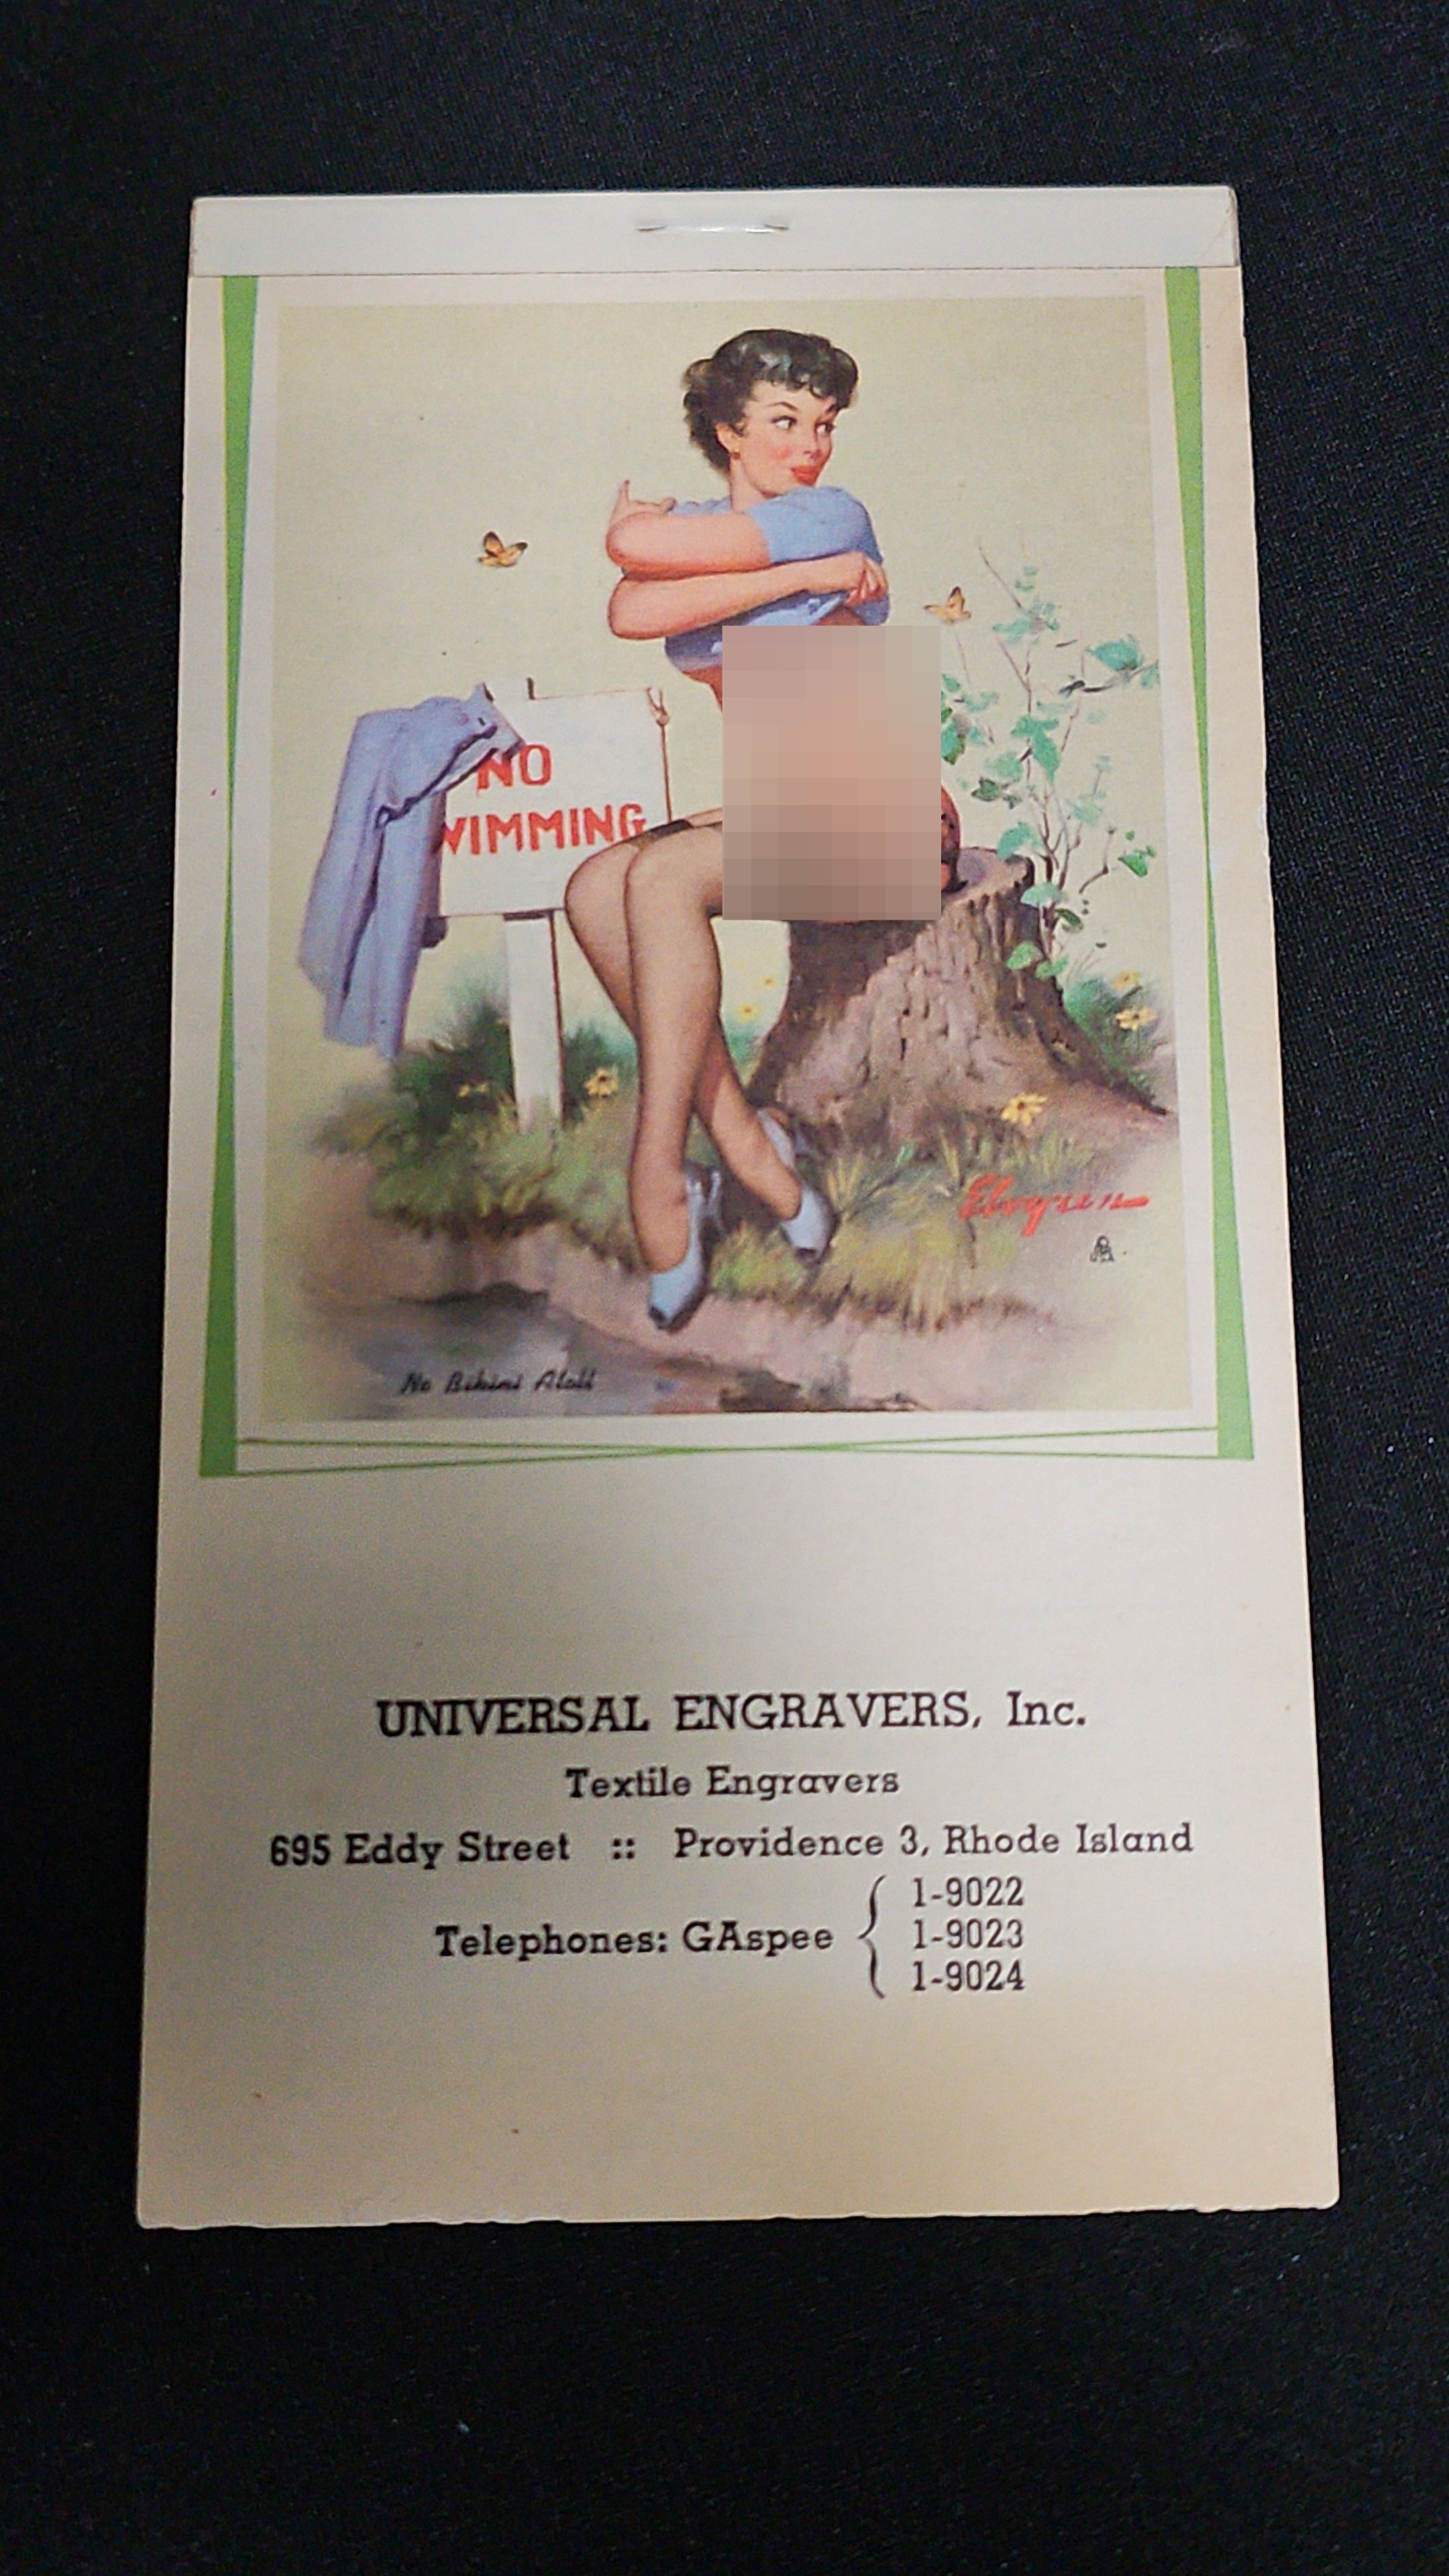 NO
WIMMING
Elvgren
No Bikini Atoll
UNIVERSAL ENGRAVERS, Inc.
Textile Engravers
695 Eddy Street :: Providence 3, Rhode Island
Telephones: GAspee { 1-9022
1-9023
1-9024